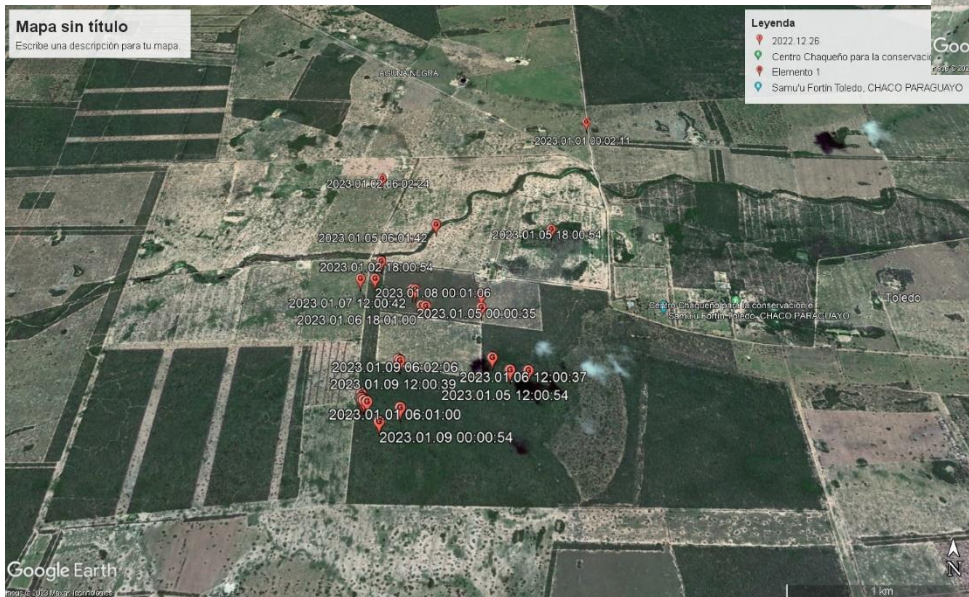 Mapa sin título
Escribe una descripción para tu mapa.
Leyenda
2022.12.26
Centro Chaqueño para la conservació
Elemento 1
Samu'u Fortín Toledo, CHACO PARAGUAYO
Goo
LAGUNA NEGRA
2023.01.01 00:02:11
2023.01.02 06:02:24
2023.01.05 06:01:42
2023.01.05 18:00:54
2023.01.02 18:00:54
2023.01.08 00:01:06
2023.01.07 12:00:42
2023.01.05 00:00:35
2023.01.06 18:01:00
Centro Chaqueño para la conservación e
Samu'u Fortín Toledo, CHACO PARAGUAYO
Toledo
2023.01.09 06:02:06
2023.01.06 12:00:37
2023.01.09 12:00:39
2023.01.05 12:00:54
2023.01.01 06:01:00
2023.01.09 00:00:54
Google Earth
N
1 km